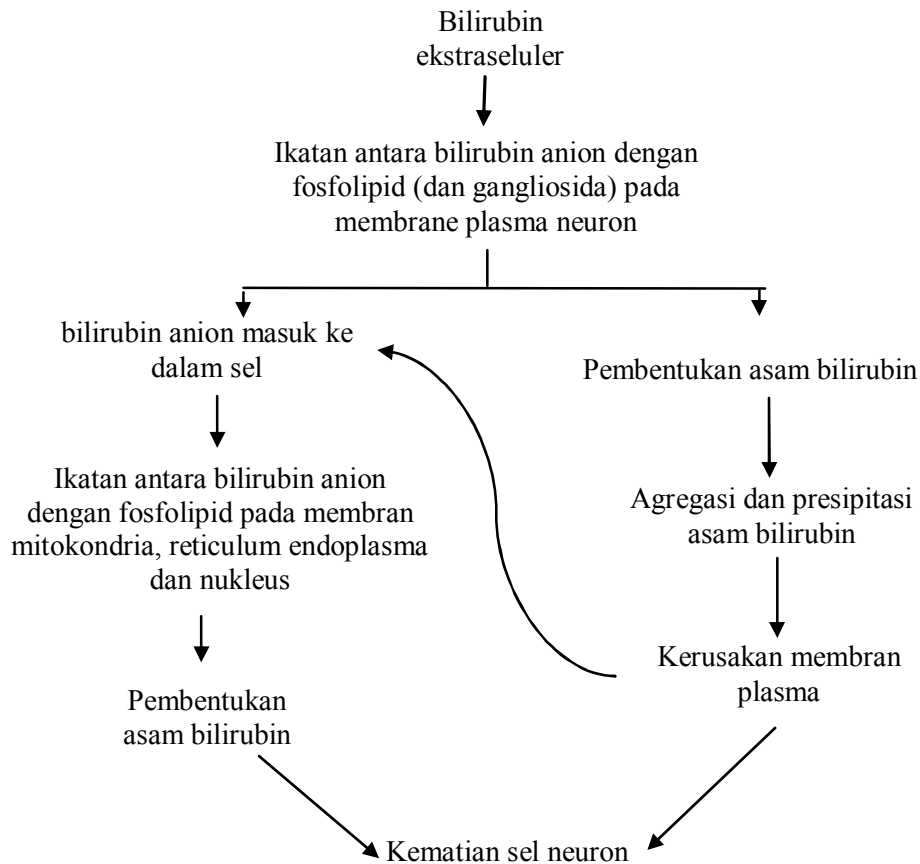 Bilirubin
ekstraseluler
Ikatan antara bilirubin anion dengan
fosfolipid (dan gangliosida) pada
membrane plasma neuron
bilirubin anion masuk ke
dalam sel
Pembentukan asam bilirubin
Ikatan antara bilirubin anion
dengan fosfolipid pada membran
mitokondria, reticulum endoplasma
dan nukleus
Agregasi dan presipitasi
asam bilirubin
Kerusakan membran
plasma
Pembentukan
asam bilirubin
Kematian sel neuron